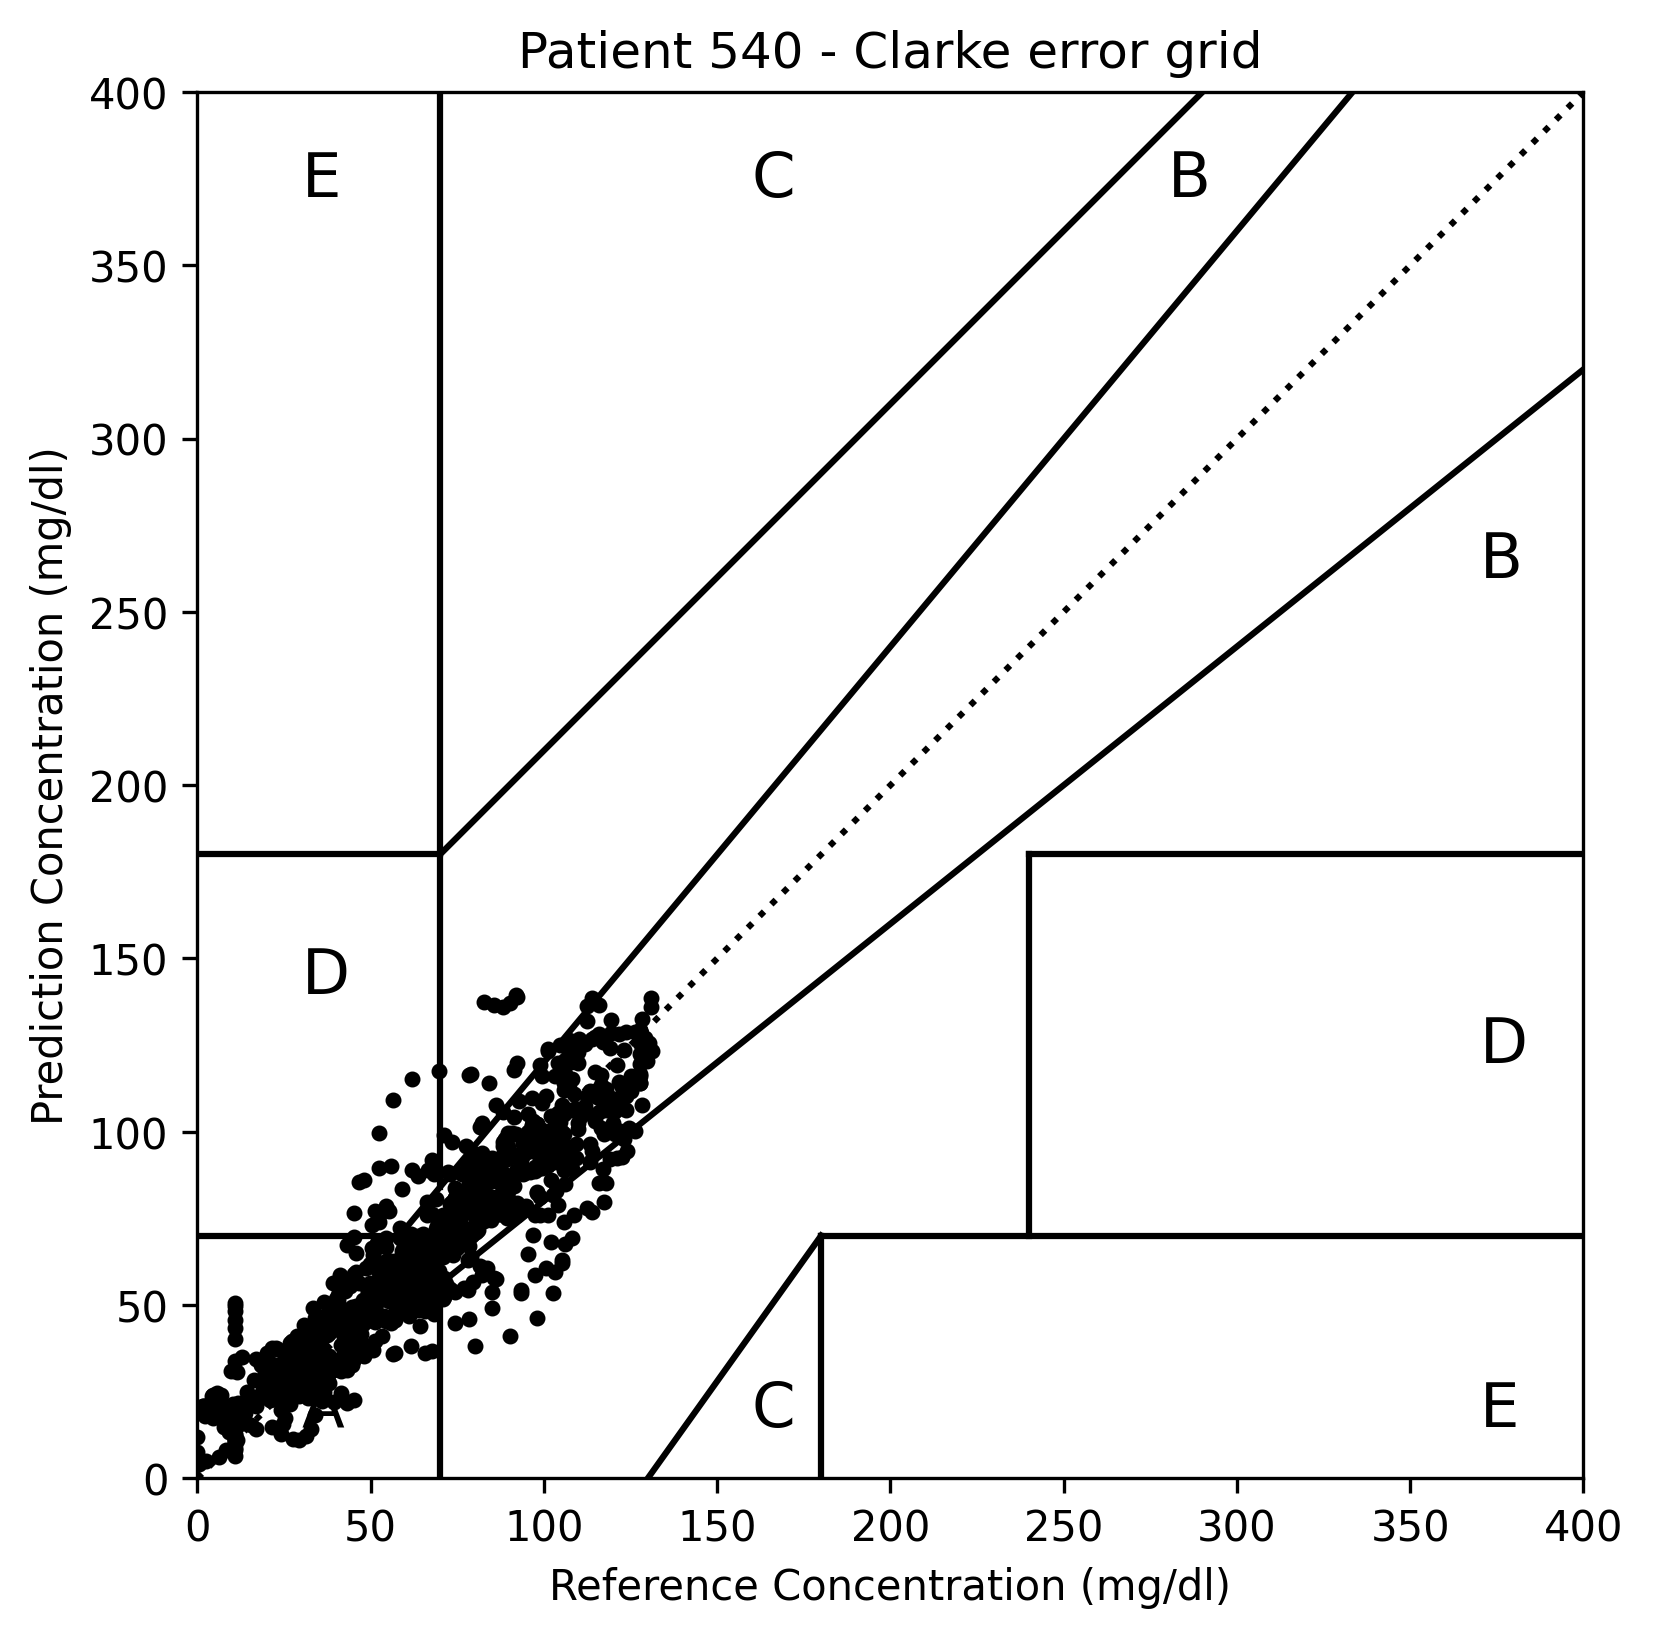 Patient 540 - Clarke error grid
400
350
300
250
200
150
100
50
0
Prediction Concentration (mg/dl)
E
C
B
B
D
D
A
C
E
0
50
100
150
200
250
300
350
400
Reference Concentration (mg/dl)